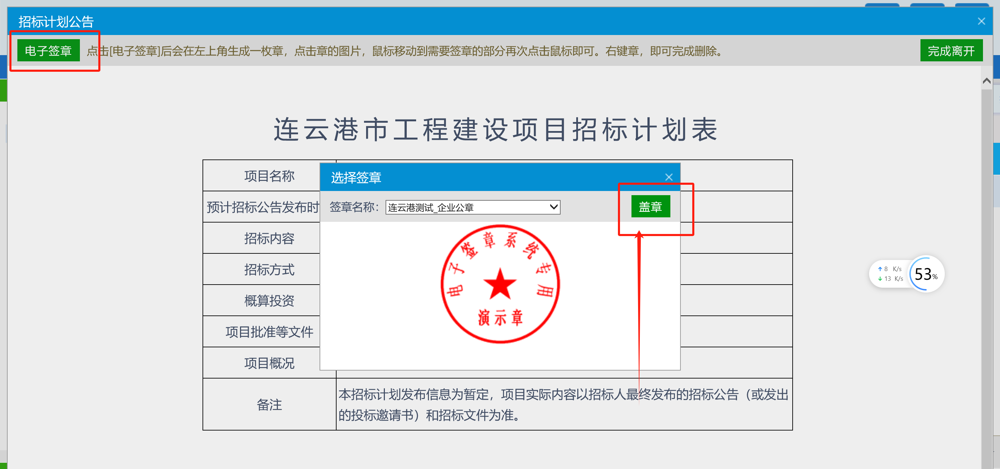 招标计划公告
电子签章
点击[电子签章]后会在左上角生成一枚章，点击章的图片，鼠标移动到需要签章的部分再次点击鼠标即可。右键章，即可完成删除。
完成离开
连云港市工程建设项目招标计划表
项目名称
选择签章
预计招标公告发布时
签章名称：
连云港测试_企业公章
盖章
电子签章系统专用
演示章
招标内容
招标方式
概算投资
项目批准等文件
项目概况
备注
本招标计划发布信息为暂定，项目实际内容以招标人最终发布的招标公告（或发出
的投标邀请书）和招标文件为准。
8 K/s
13 K/s
53%